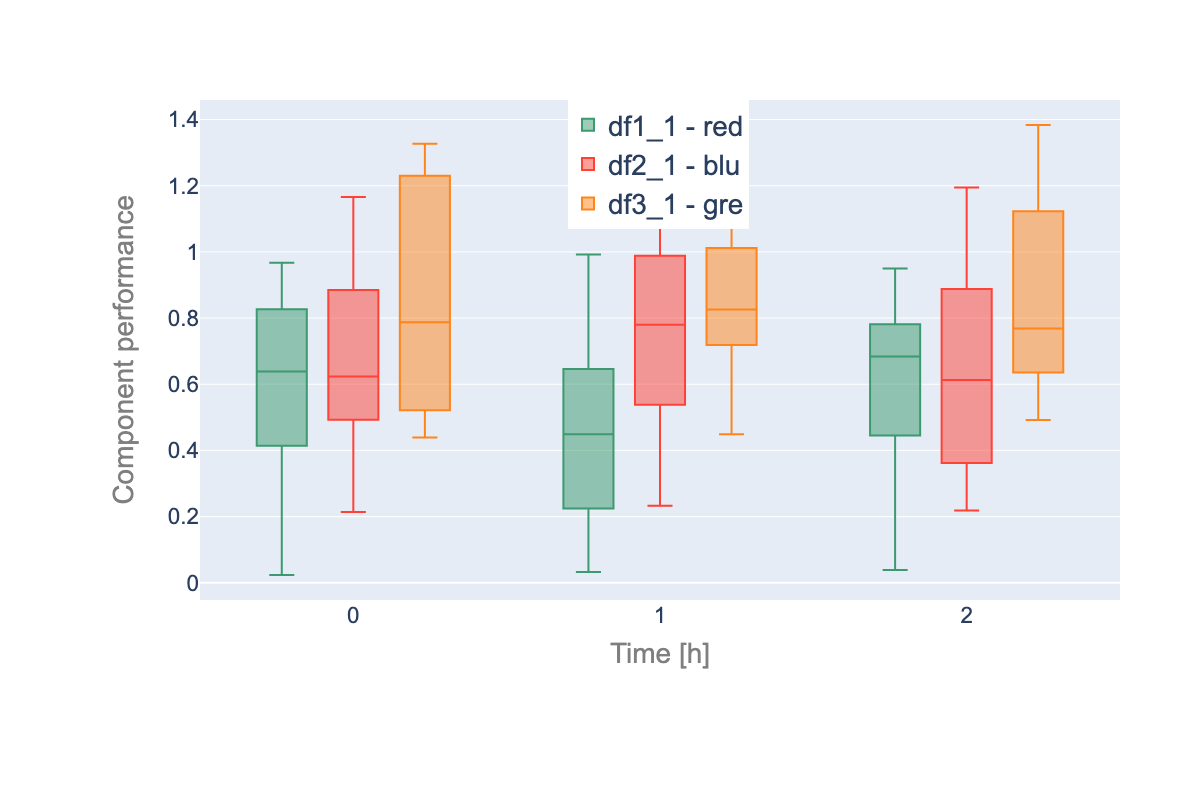 df1_1 - red
df2_1 - blu
df3_1 - gre
Component performance
1.4
1.2
1
0.8
0.6
0.4
0.2
0
0
1
2
Time [h]